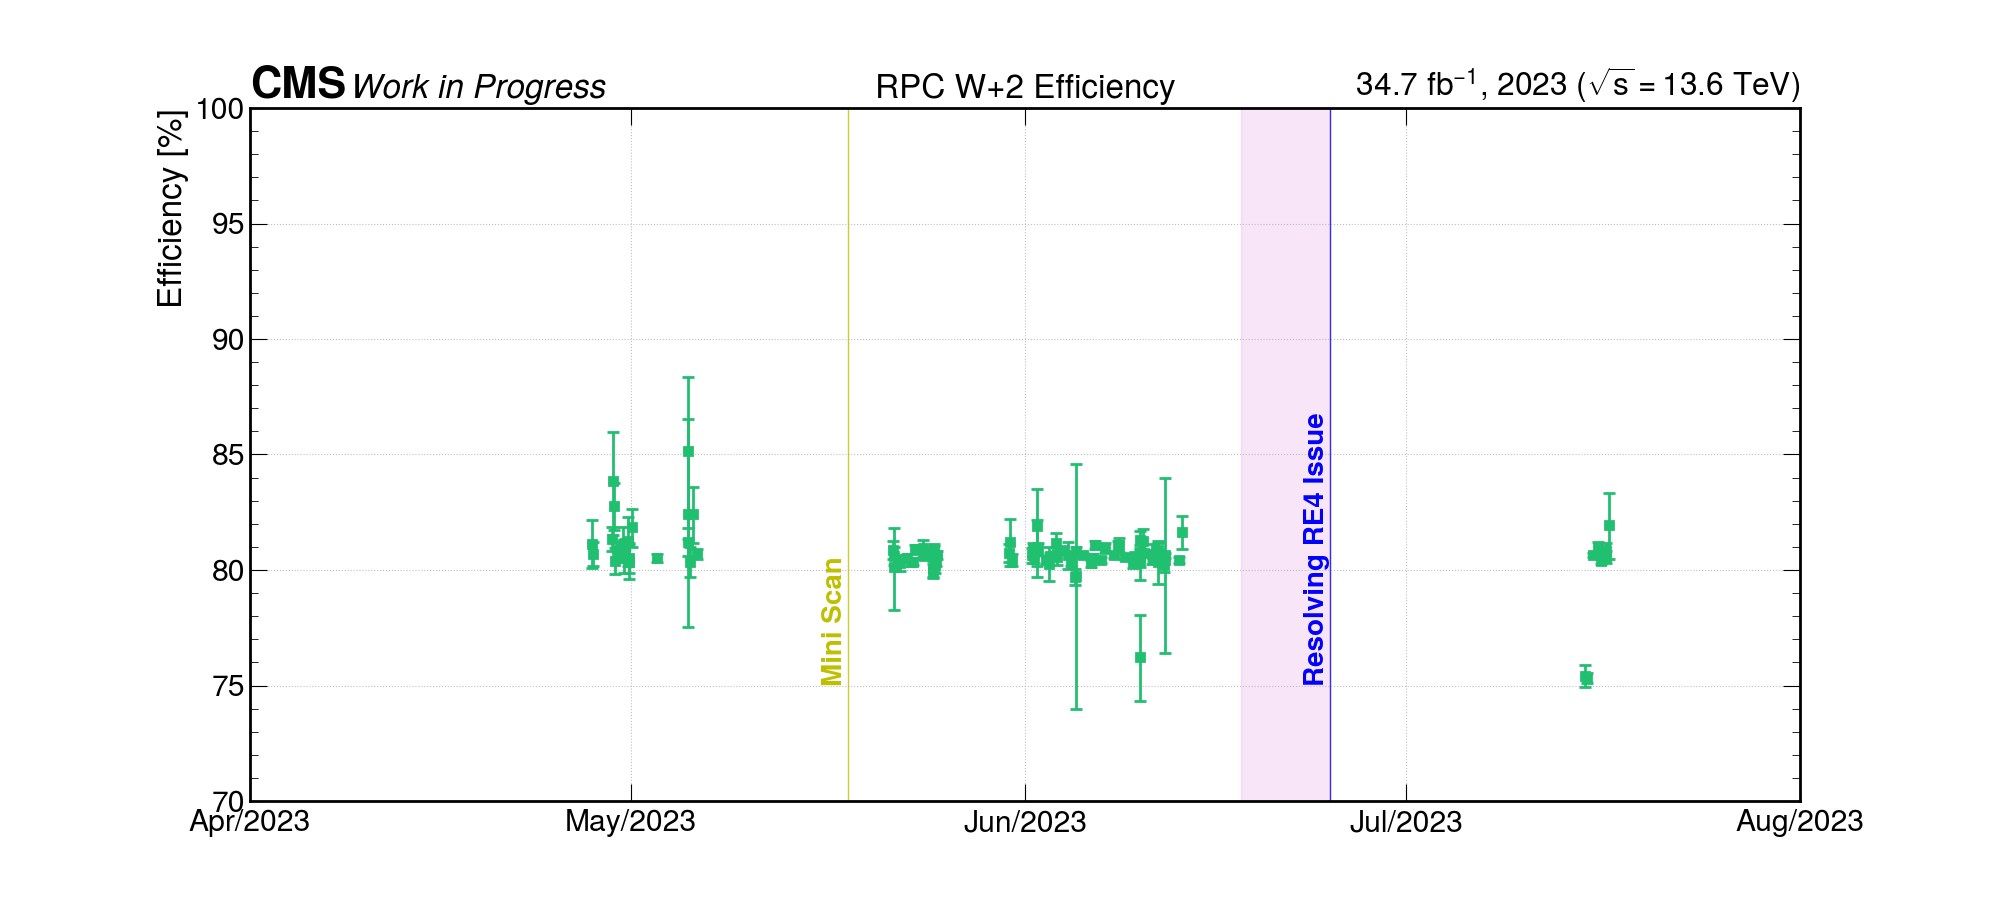 CMS Work in Progress
RPC W+2 Efficiency
34.7 fb⁻¹, 2023 (√s = 13.6 TeV)
Efficiency [%]
100
95
90
85
80
75
70
Mini Scan
Resolving RE4 Issue
Apr/2023 May/2023 Jun/2023 Jul/2023 Aug/2023